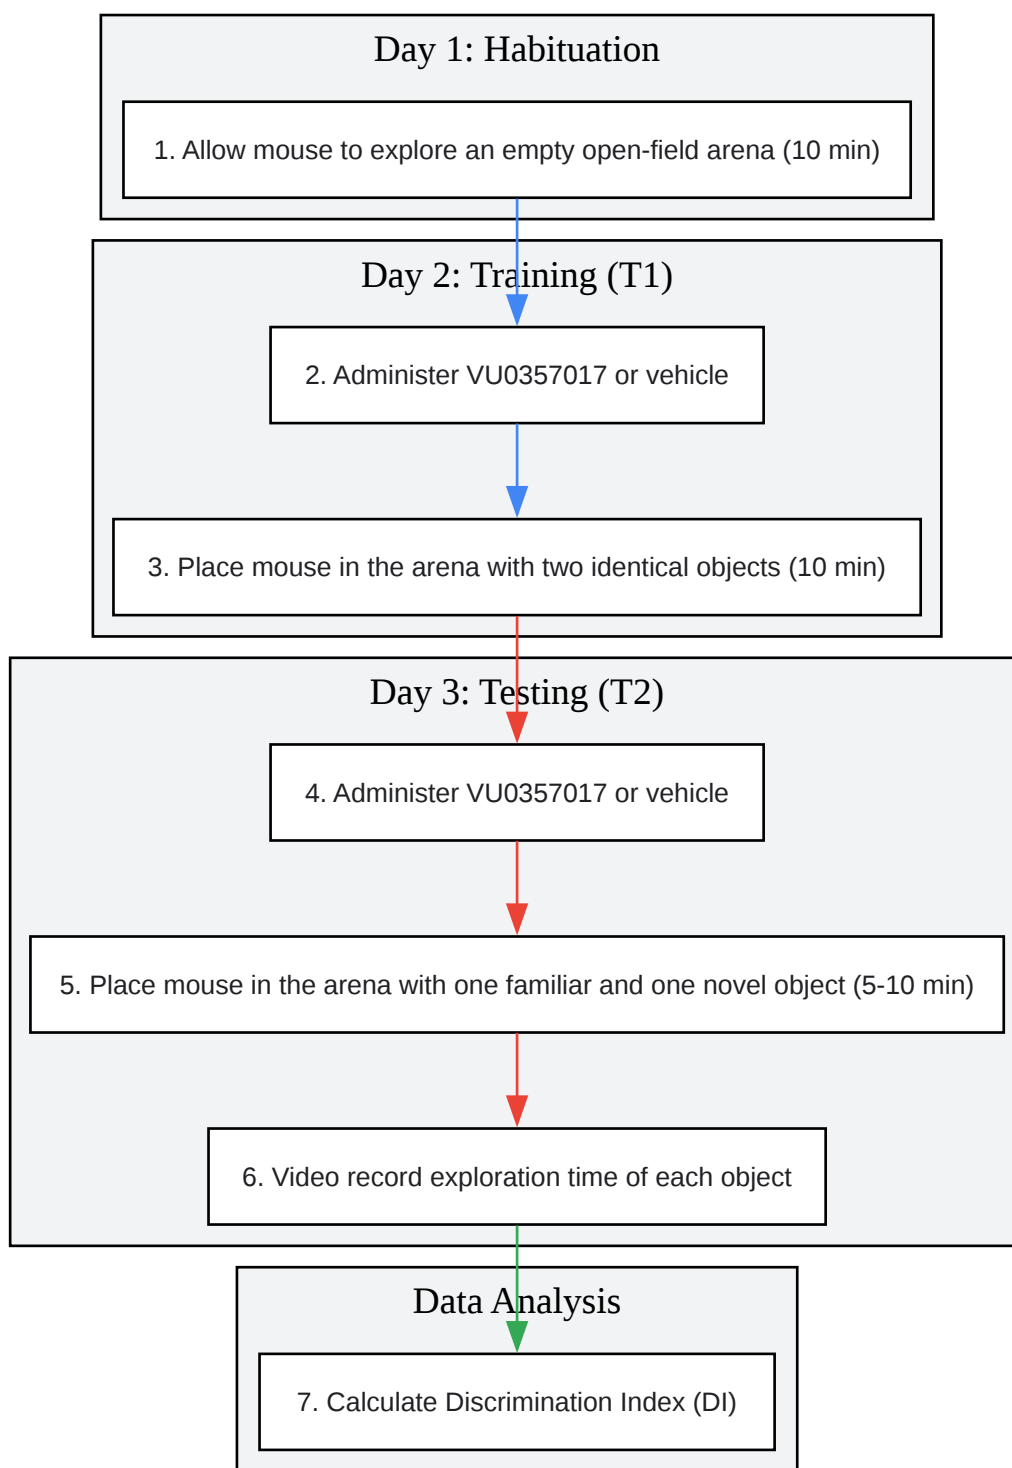 Day 1: Habituation
1. Allow mouse to explore an empty open-field arena (10 min)
Day 2: Training (T1)
2. Administer VU0357017 or vehicle
3. Place mouse in the arena with two identical objects (10 min)
Day 3: Testing (T2)
4. Administer VU0357017 or vehicle
5. Place mouse in the arena with one familiar and one novel object (5-10 min)
6. Video record exploration time of each object
Data Analysis
7. Calculate Discrimination Index (DI)